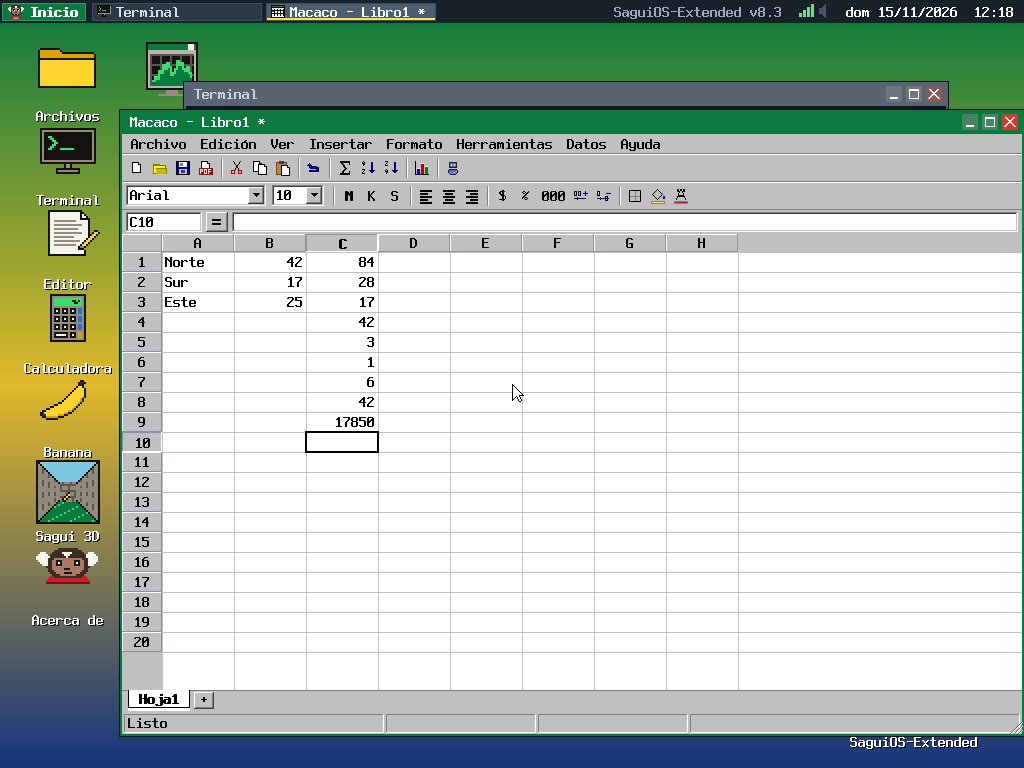 Inicio Terminal Macaco - Libro1 * SaguiOS-Extended v8.3 dom 15/11/2026 12:18
Archivos
Terminal
Editor
Calculadora
Banana
Sagui 3D
Acerca de
Terminal
Macaco - Libro1 *
Archivo Edición Ver Insertar Formato Herramientas Datos Ayuda
PDF Σ
Arial 10 N K S $ % 000
C10 =
A B C D E F G H
1 Norte 42 84
2 Sur 17 28
3 Este 25 17
4 42
5 3
6 1
7 6
8 42
9 17850
10
11
12
13
14
15
16
17
18
19
20
Hoja1 +
Listo
SaguiOS-Extended